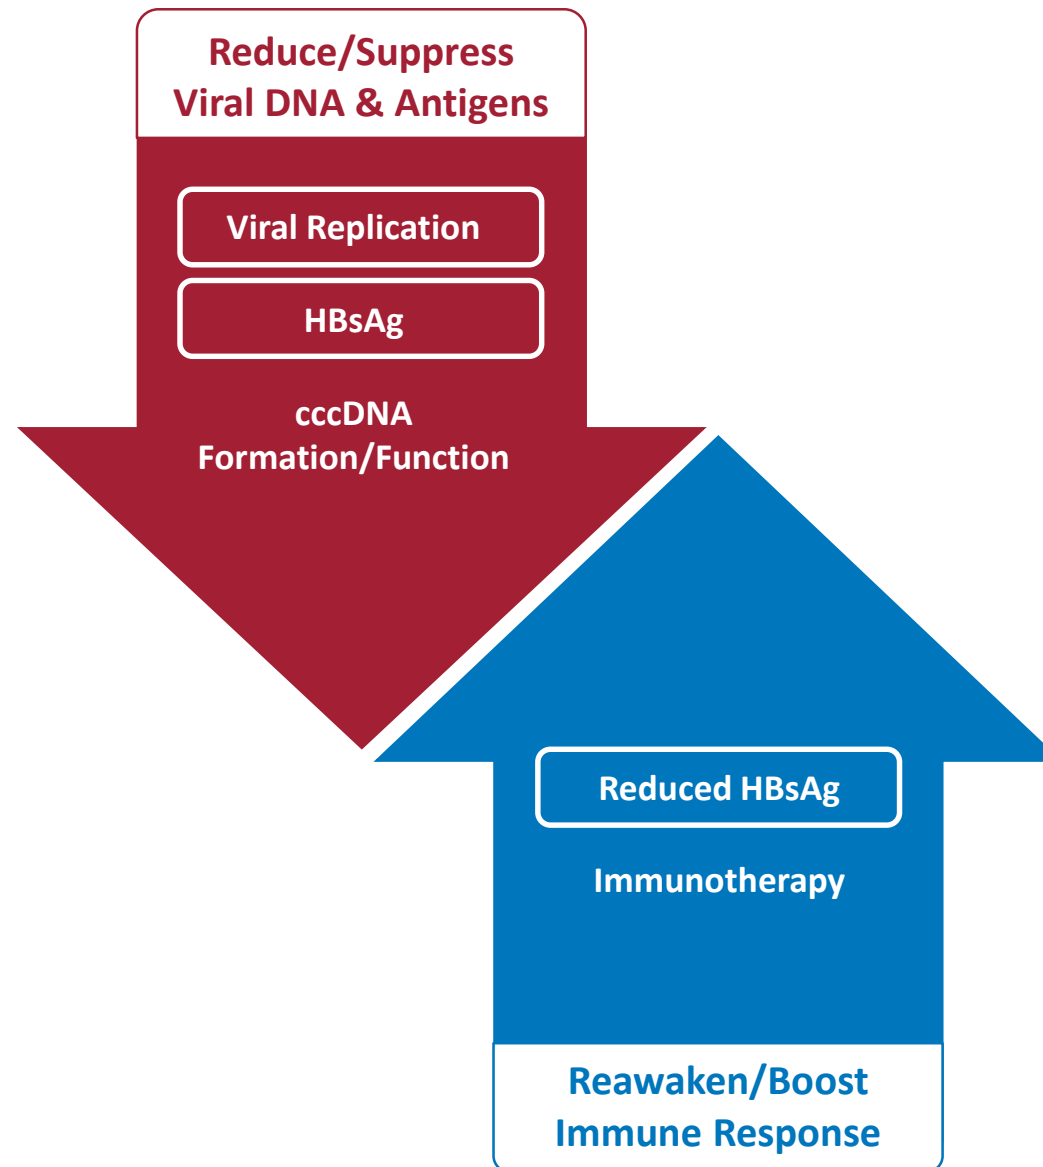 Reduce/Suppress
Viral DNA & Antigens
Viral Replication
HBsAg
cccDNA
Formation/Function
Reduced HBsAg
Immunotherapy
Reawaken/Boost
Immune Response